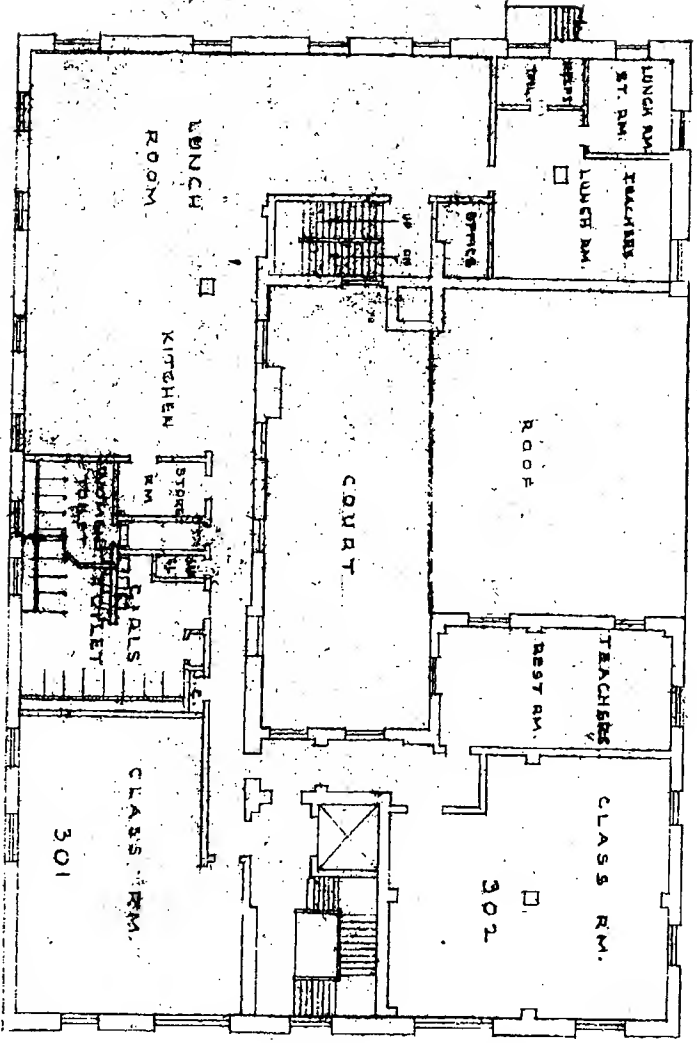 LUNCH RM.
ST. RM.
TEACHERS
LUNCH RM.
LUNCH
ROOM
UP
KITCHEN
ROOF
COURT
STORE
RM
GIRLS
TOILET
TEACHERS
REST RM.
CLASS RM.
301
CLASS RM.
302